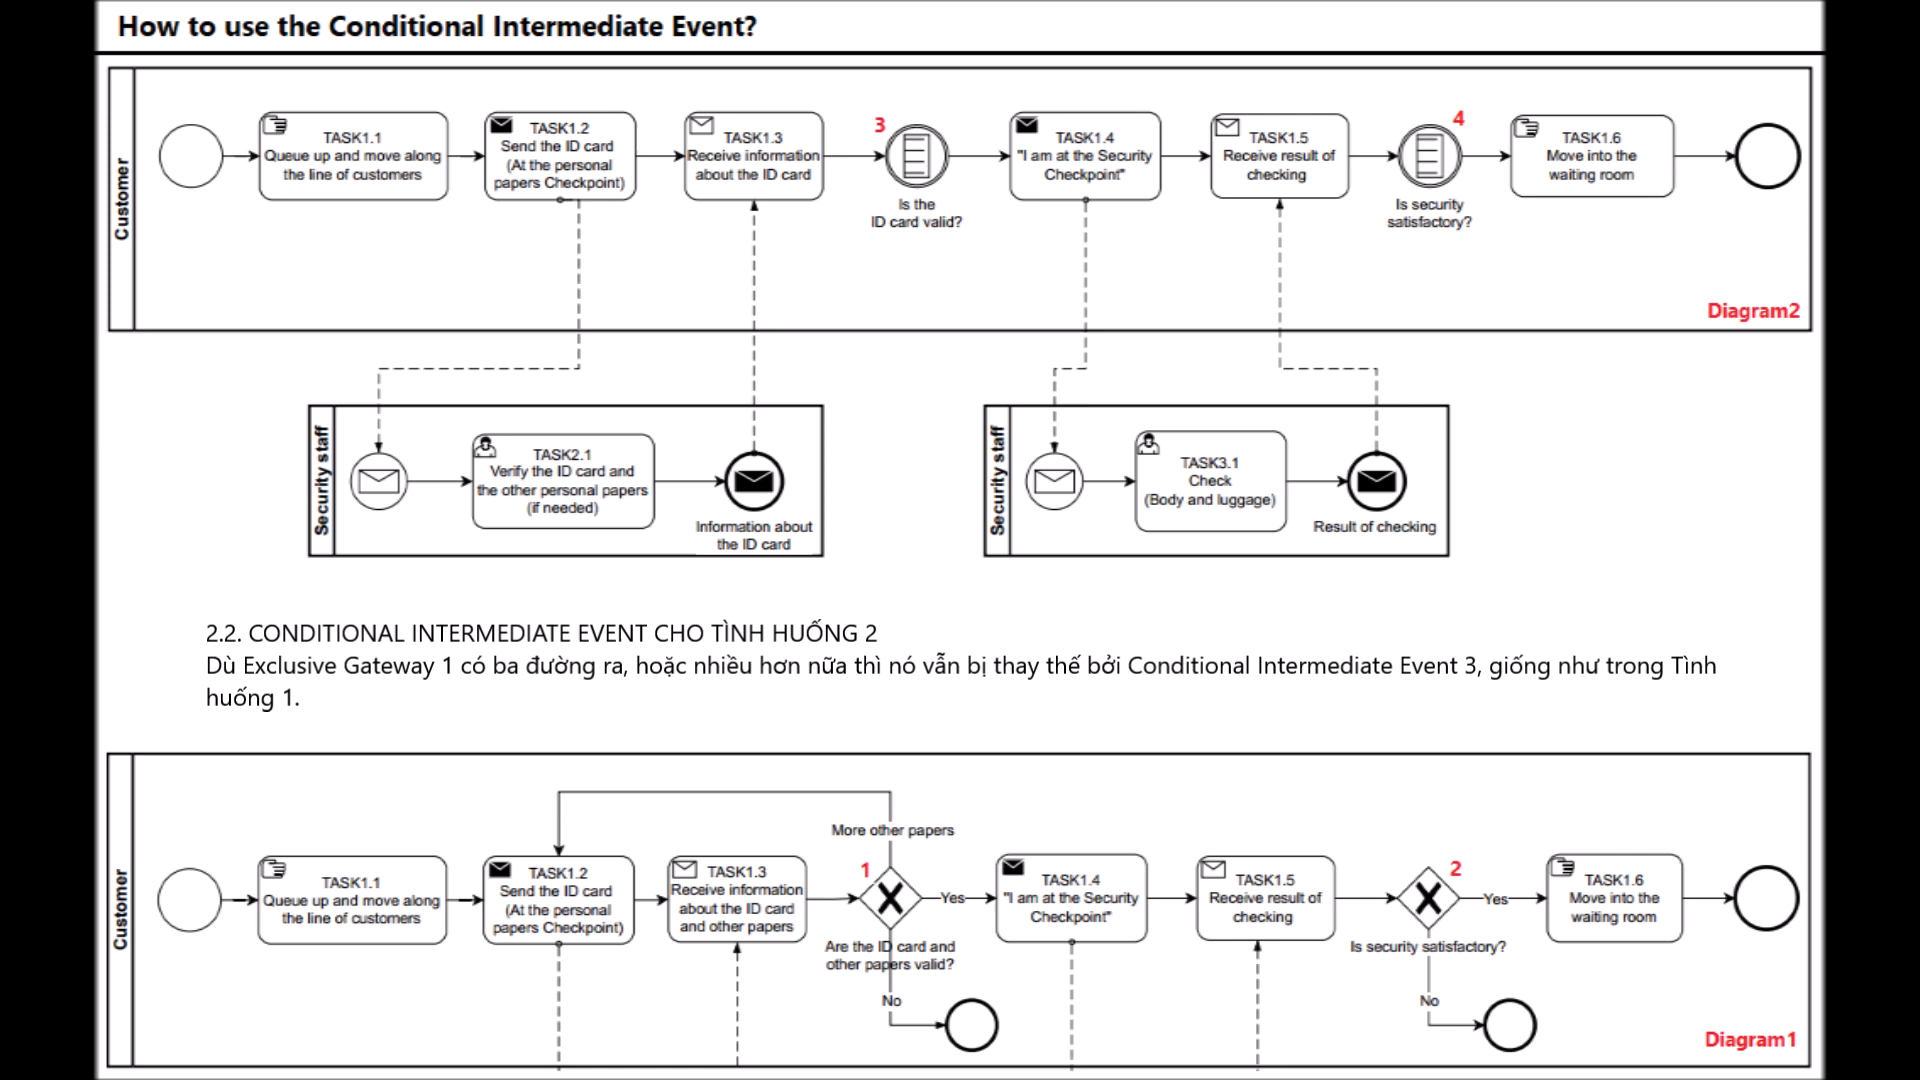 How to use the Conditional Intermediate Event?
Customer
TASK1.1
Queue up and move along
the line of customers
TASK1.2
Send the ID card
(At the personal
papers Checkpoint)
TASK1.3
Receive information
about the ID card
3
Is the
ID card valid?
TASK1.4
"I am at the Security
Checkpoint"
TASK1.5
Receive result of
checking
4
Is security
satisfactory?
TASK1.6
Move into the
waiting room
Diagram2
Security staff
TASK2.1
Verify the ID card and
the other personal papers
(if needed)
Information about
the ID card
Security staff
TASK3.1
Check
(Body and luggage)
Result of checking
2.2. CONDITIONAL INTERMEDIATE EVENT CHO TÌNH HUỐNG 2
Dù Exclusive Gateway 1 có ba đường ra, hoặc nhiều hơn nữa thì nó vẫn bị thay thế bởi Conditional Intermediate Event 3, giống như trong Tình
huống 1.
Customer
TASK1.1
Queue up and move along
the line of customers
TASK1.2
Send the ID card
(At the personal
papers Checkpoint)
TASK1.3
Receive information
about the ID card
and other papers
More other papers
1
Yes
Are the ID card and
other papers valid?
No
TASK1.4
"I am at the Security
Checkpoint"
TASK1.5
Receive result of
checking
2
Yes
Is security satisfactory?
No
TASK1.6
Move into the
waiting room
Diagram1